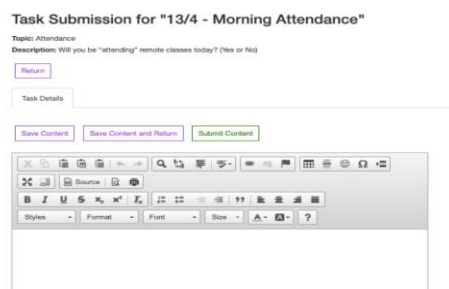 Task Submission for "13/4 - Morning Attendance"
Topic: Attendance
Description: Will you be "attending" remote classes today? (Yes or No)
Return
Task Details
Save Content Save Content and Return Submit Content
Source
B I U S x₂ x² Iₓ
Styles Format Font Size A A ?